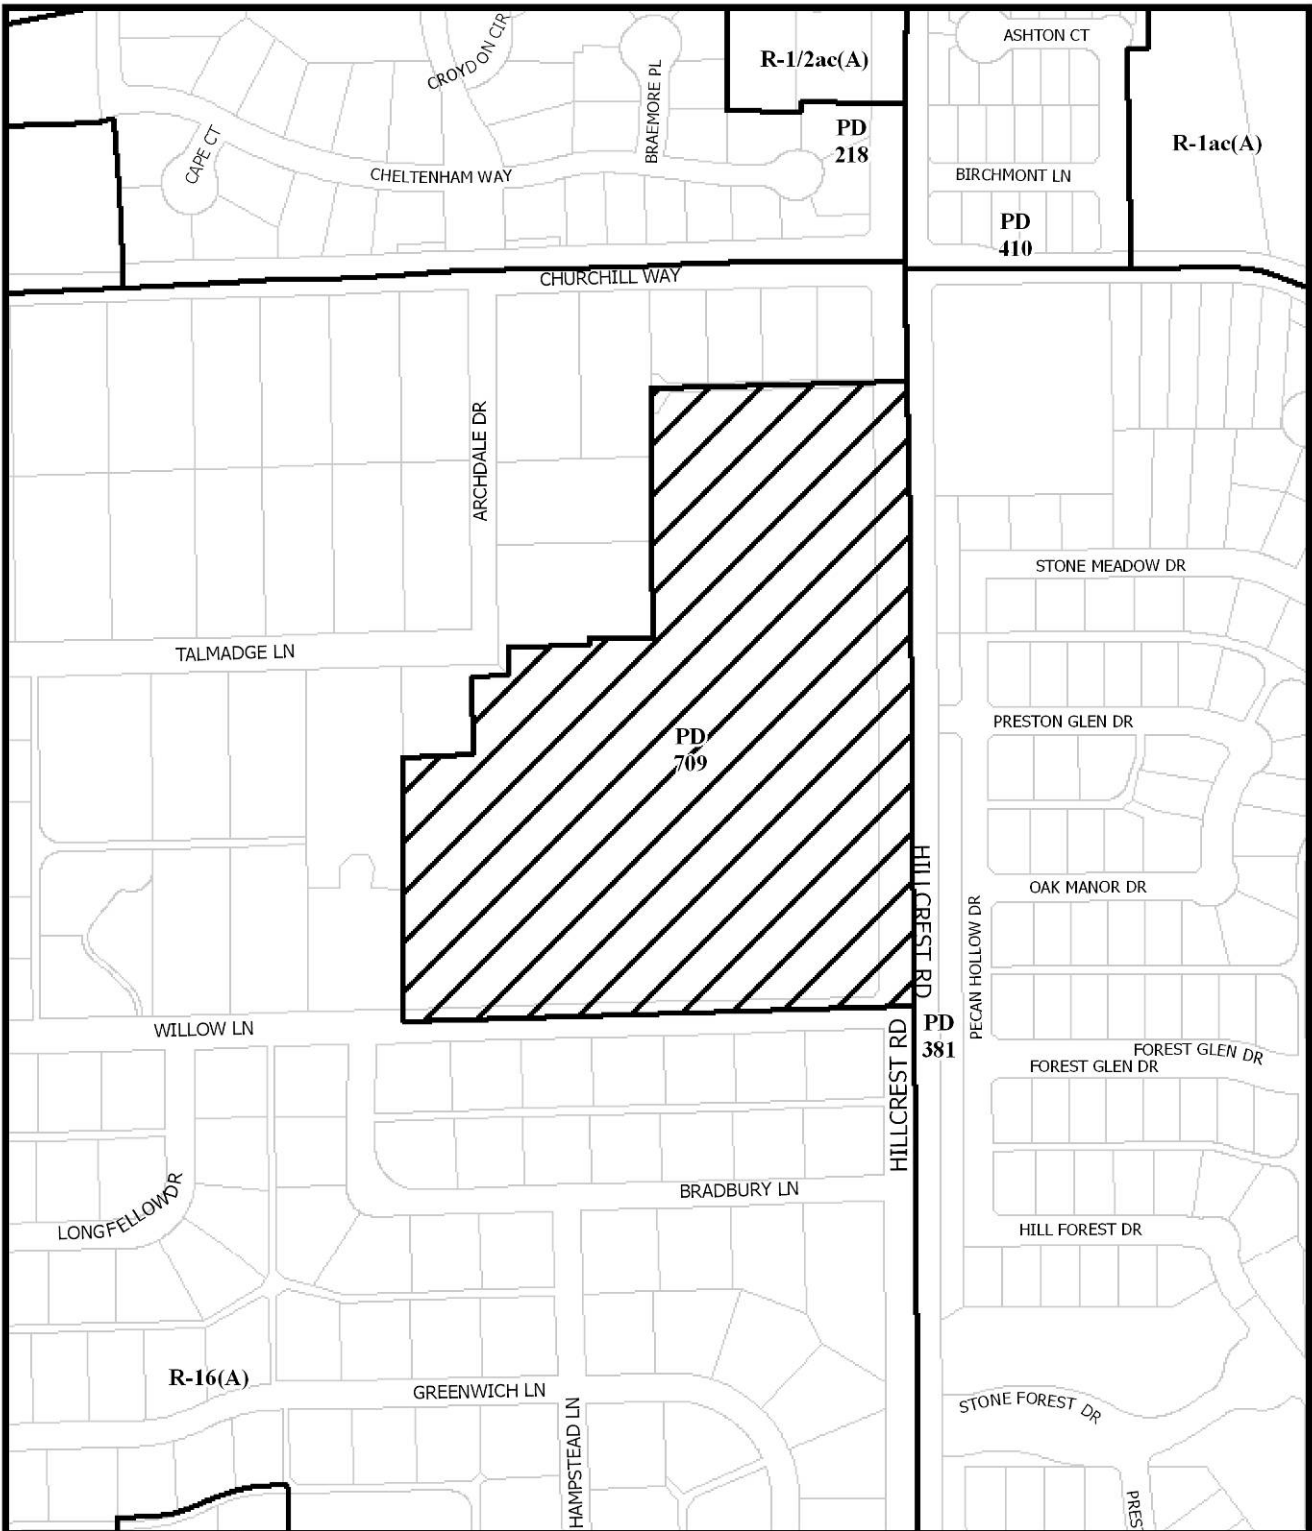 CROYDON CIR
ASHTON CT
R-1/2ac(A)
BRAEMORE PL
PD
218
R-1ac(A)
CAPE CT
CHELTENHAM WAY
BIRCHMONT LN
PD
410
CHURCHILL WAY
ARCHDALE DR
STONE MEADOW DR
TALMADGE LN
PRESTON GLEN DR
PD
709
HILLCREST RD
OAK MANOR DR
PECAN HOLLOW DR
WILLOW LN
PD
381
HILLCREST RD
FOREST GLEN DR
FOREST GLEN DR
BRADBURY LN
LONGFELLOW DR
HILL FOREST DR
R-16(A)
GREENWICH LN
HAMPSTEAD LN
STONE FOREST DR
PRES